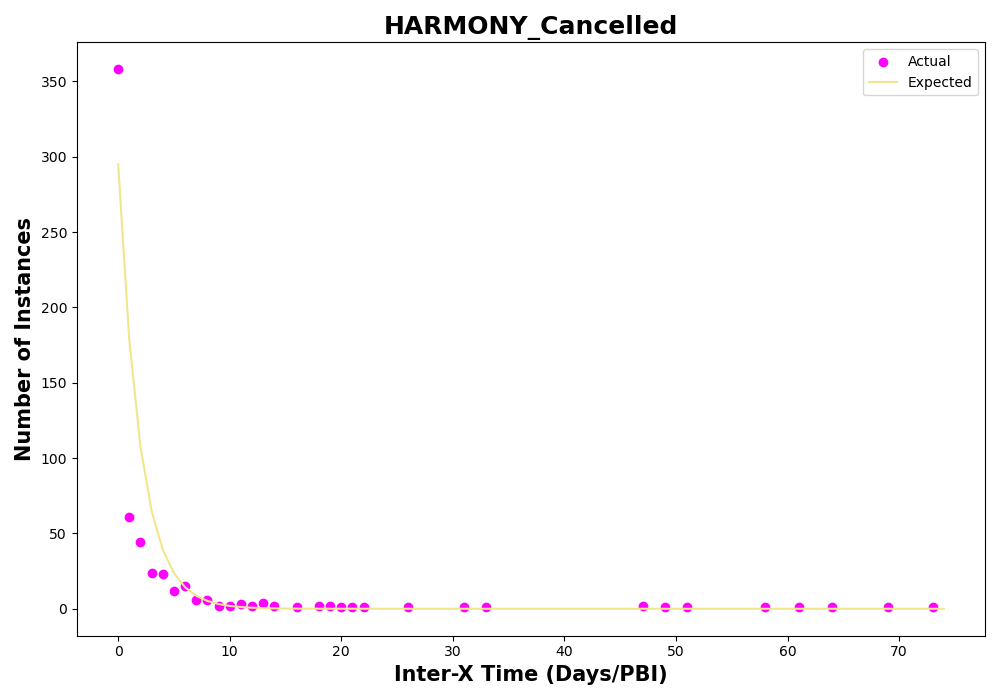 HARMONY_Cancelled
Actual
Expected
Number of Instances
350
300
250
200
150
100
50
0
0 10 20 30 40 50 60 70
Inter-X Time (Days/PBI)